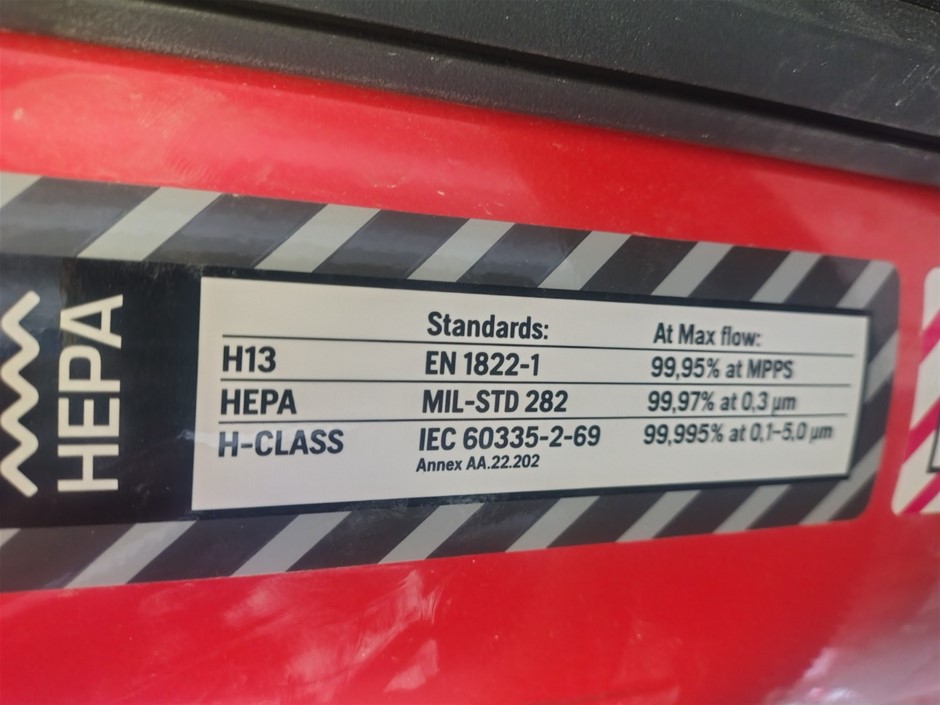 HEPA
Standards: At Max flow:
H13 EN 1822-1 99,95% at MPPS
HEPA MIL-STD 282 99,97% at 0,3 µm
H-CLASS IEC 60335-2-69 99,995% at 0,1–5,0 µm
Annex AA.22.202